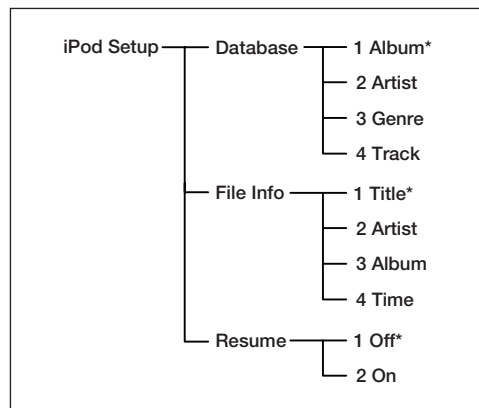 iPod Setup Database 1 Album*
2 Artist
3 Genre
4 Track
File Info 1 Title*
2 Artist
3 Album
4 Time
Resume 1 Off*
2 On